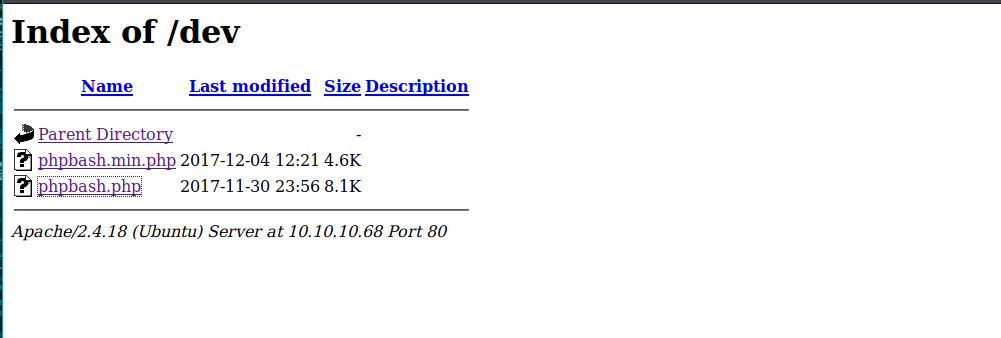 Index of /dev
Name Last modified Size Description
Parent Directory -
phpbash.min.php 2017-12-04 12:21 4.6K
phpbash.php 2017-11-30 23:56 8.1K
Apache/2.4.18 (Ubuntu) Server at 10.10.10.68 Port 80